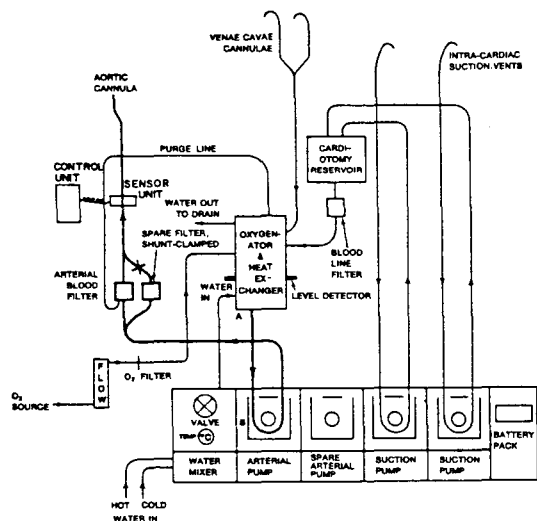 VENAE CAVAE
CANNULAE
INTRA-CARDIAC
SUCTION.VENTS
AORTIC
CANNULA
PURGE LINE
CARDI-
OTOMY
RESERVOIR
CONTROL
UNIT
SENSOR
UNIT
WATER OUT
TO DRAIN
SPARE FILTER,
SHUNT-CLAMPED
OXYGEN-
ATOR
&
HEAT
EX-
CHANGER
BLOOD
LINE
FILTER
ARTERIAL
BLOOD
FILTER
WATER
IN
LEVEL DETECTOR
A
O₂ FILTER
FLOW
O₂
SOURCE
VALVE
TEMP °C
B
BATTERY
PACK
WATER
MIXER
ARTERIAL
PUMP
SPARE
ARTERIAL
PUMP
SUCTION
PUMP
SUCTION
PUMP
HOT COLD
WATER IN